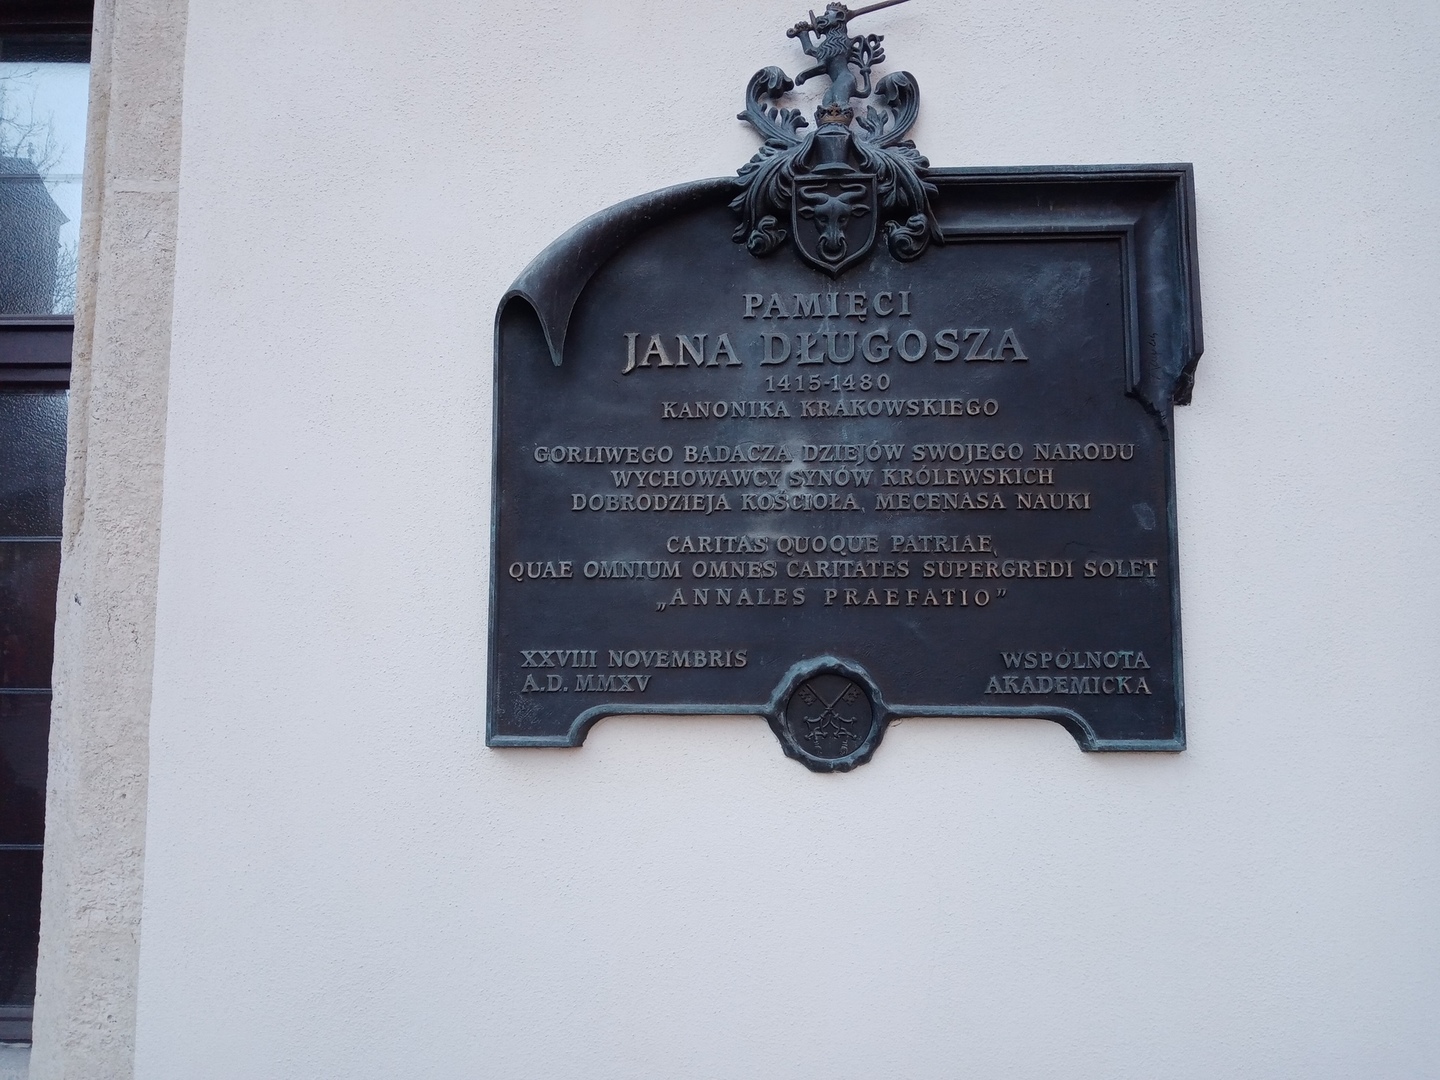 PAMIĘCI
JANA DŁUGOSZA
1415-1480
KANONIKA KRAKOWSKIEGO
GORLIWEGO BADACZA DZIEJÓW SWOJEGO NARODU
WYCHOWAWCY SYNÓW KRÓLEWSKICH
DOBRODZIEJA KOŚCIOŁA, MECENASA NAUKI
CARITAS QUOQUE PATRIAE,
QUAE OMNIUM OMNES CARITATES SUPERGREDI SOLET
„ANNALES PRAEFATIO”
XXVIII NOVEMBRIS
A.D. MMXV
WSPÓLNOTA
AKADEMICKA